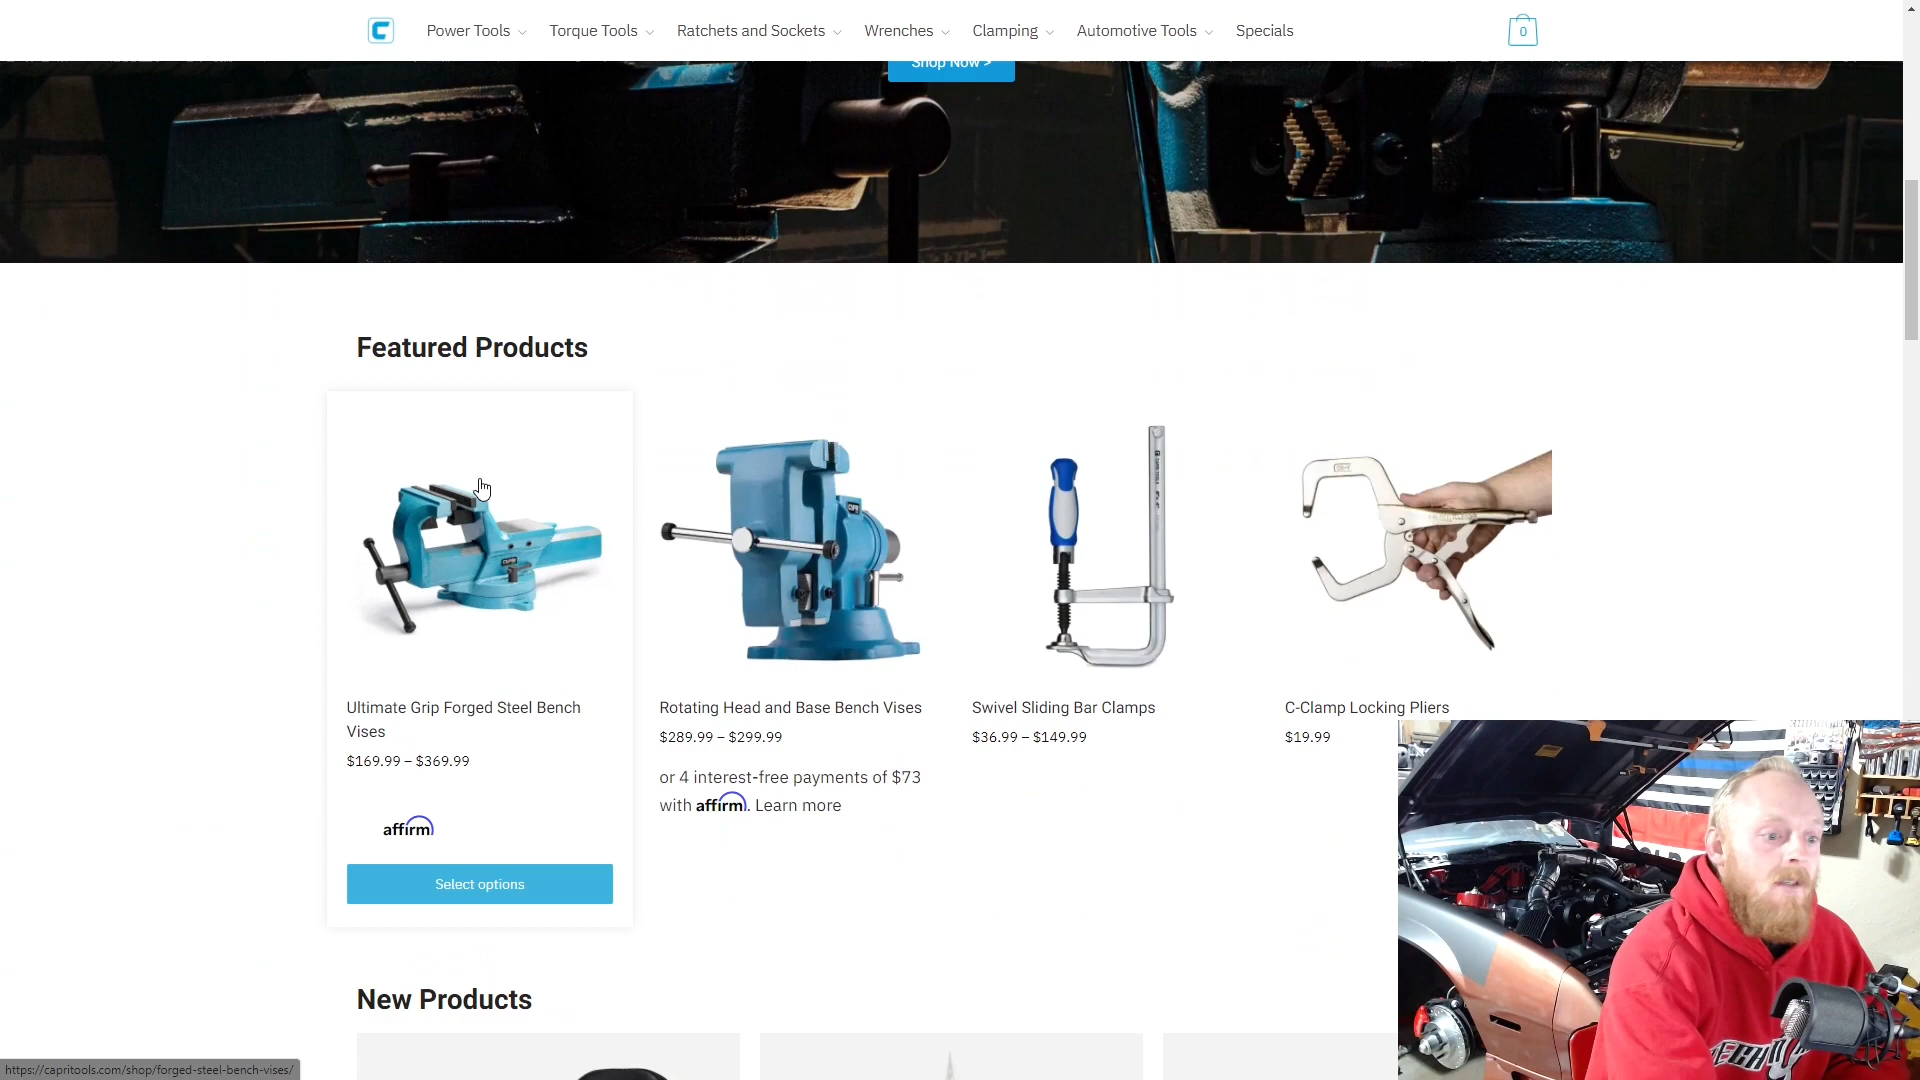 Power Tools Torque Tools Ratchets and Sockets Wrenches Clamping Automotive Tools Specials 0
Shop Now >
Featured Products
Ultimate Grip Forged Steel Bench
Vises
$169.99 – $369.99
affirm
Select options
Rotating Head and Base Bench Vises
$289.99 – $299.99
or 4 interest-free payments of $73
with affirm. Learn more
Swivel Sliding Bar Clamps
$36.99 – $149.99
C-Clamp Locking Pliers
$19.99
New Products
https://capritools.com/shop/forged-steel-bench-vises/